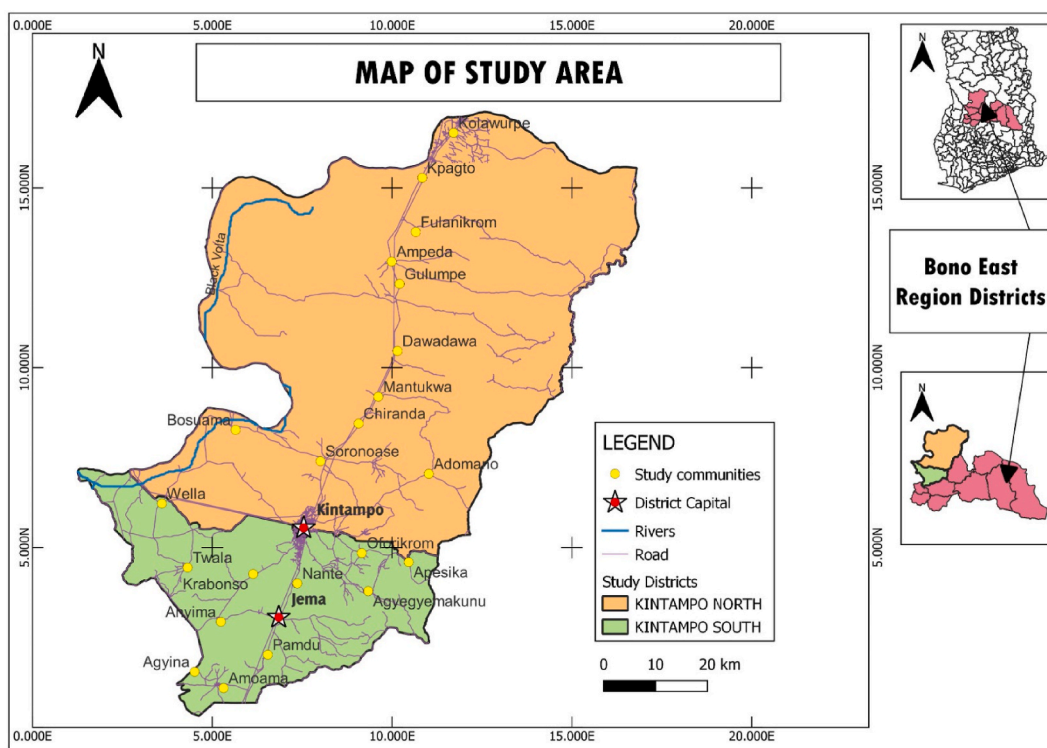 0.000E 5.000E 10.000E 15.000E 20.000E
N
MAP OF STUDY AREA
N
Kolawurpe
Kpagto
15.000N
15.000N
Fulanikrom
Black Volta
Ampeda
Gulumpe
Bono East
Region Districts
Dawadawa
10.000N
10.000N
Mantukwa
Chiranda
N
Bosuama
Soronoase
Adomano
LEGEND
Study communities
District Capital
Rivers
Road
Study Districts
KINTAMPO NORTH
KINTAMPO SOUTH
0 10 20 km
Wella
Kintampo
5.000N
5.000N
Oforikrom
Twala
Apesika
Krabonso
Nante
Jema
Agyegyemakunu
Anyima
Pamdu
Agyina
Amoama
0.000E 5.000E 10.000E 15.000E 20.000E